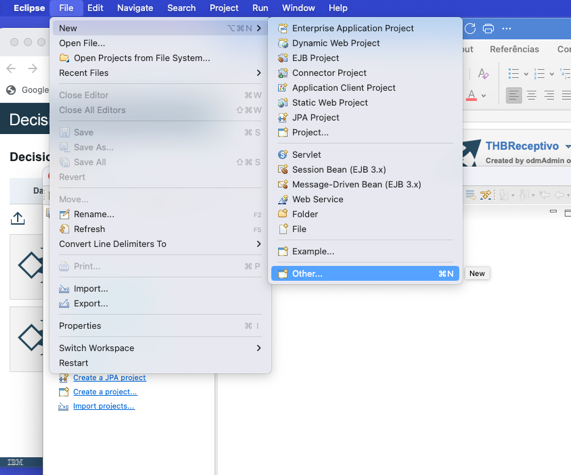 Eclipse File Edit Navigate Search Project Run Window Help
New ⌥⌘N >
Open File...
Open Projects from File System...
Recent Files >
Close Editor ⌘W
Close All Editors ⇧⌘W
Save ⌘S
Save As...
Save All ⇧⌘S
Revert
Move...
Rename... F2
Refresh F5
Convert Line Delimiters To >
Print... ⌘P
Import...
Export...
Properties ⌘I
Switch Workspace >
Restart
Enterprise Application Project
Dynamic Web Project
EJB Project
Connector Project
Application Client Project
Static Web Project
JPA Project
Project...
Servlet
Session Bean (EJB 3.x)
Message-Driven Bean (EJB 3.x)
Web Service
Folder
File
Example...
Other... ⌘N
New
Google
Decis
Decisio
Da
Create a JPA project
Create a project...
Import projects...
IBM
out Referências Co
A
THBReceptivo
Created by odmAdmin o